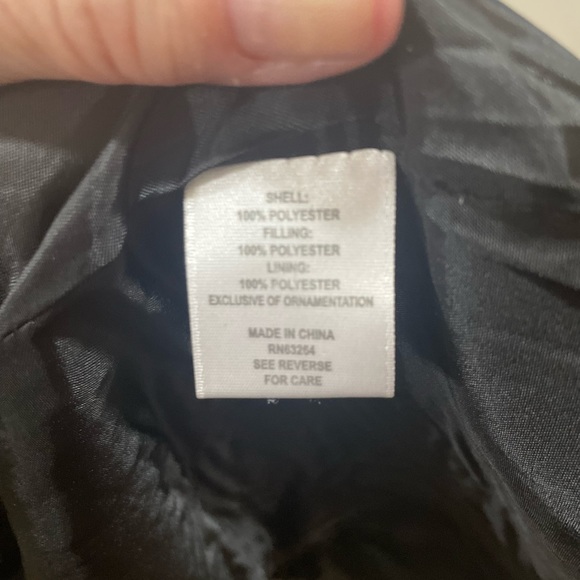 SHELL:
100% POLYESTER
FILLING:
100% POLYESTER
LINING:
100% POLYESTER
EXCLUSIVE OF ORNAMENTATION
MADE IN CHINA
RN63264
SEE REVERSE
FOR CARE